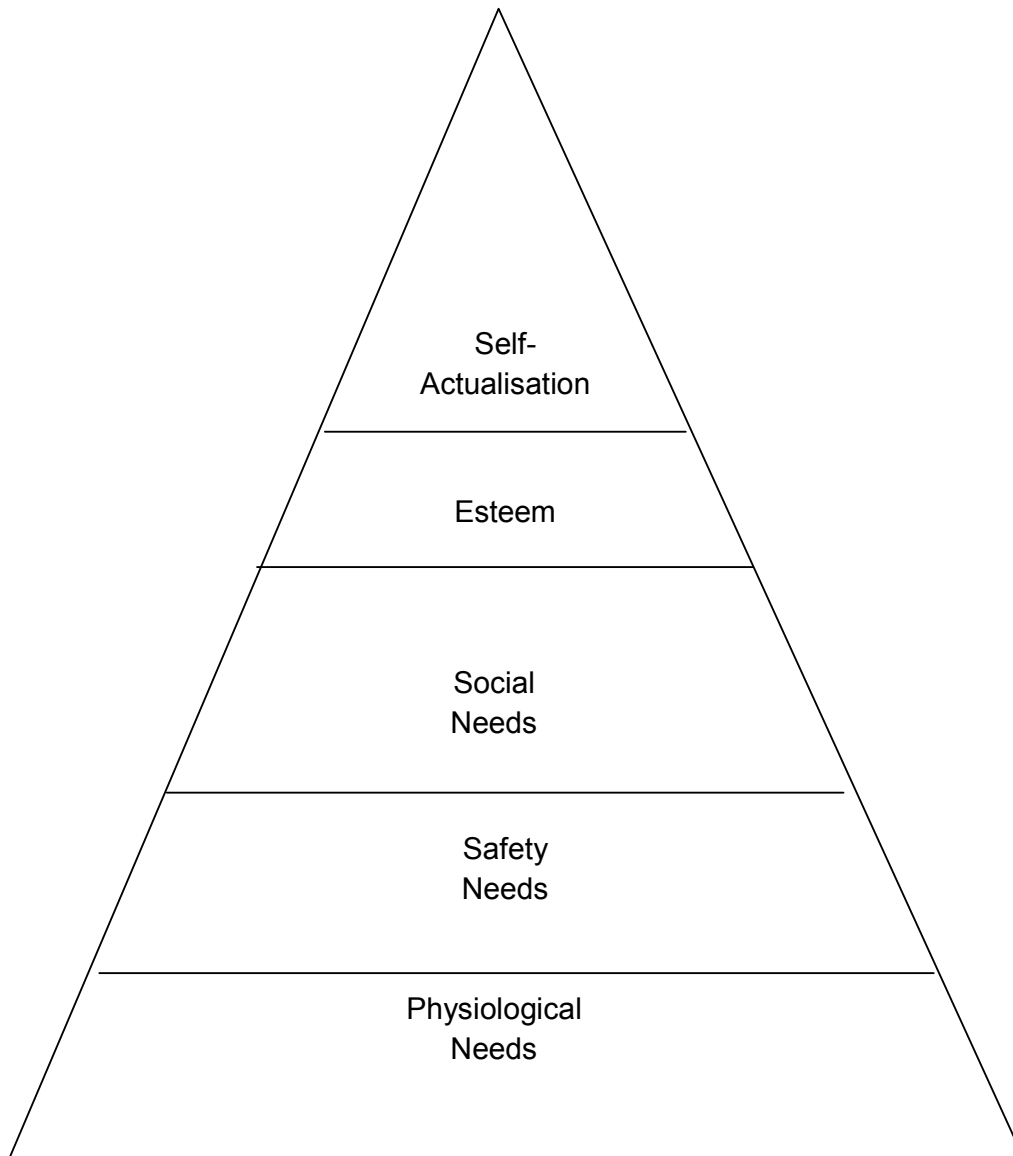 Self-
Actualisation
Esteem
Social
Needs
Safety
Needs
Physiological
Needs